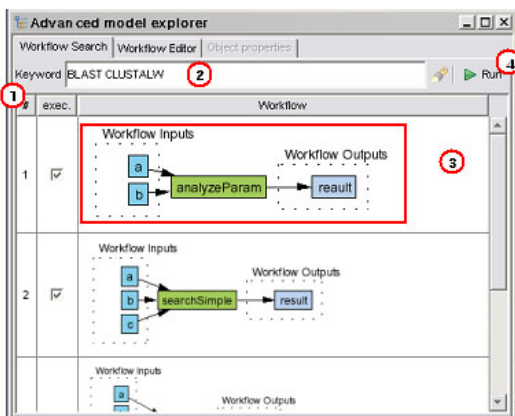 Advanced model explorer
Workflow Search Workflow Editor Object properties
Keyword BLAST CLUSTALW 2 Run 4
1
# exec. Workflow
Workflow Inputs
Workflow Outputs
3
1 a analyzeParam reault
b
Workflow Inputs
Workflow Outputs
a
2 b searchSimple result
c
Workflow Inputs
a
Workflow Outputs